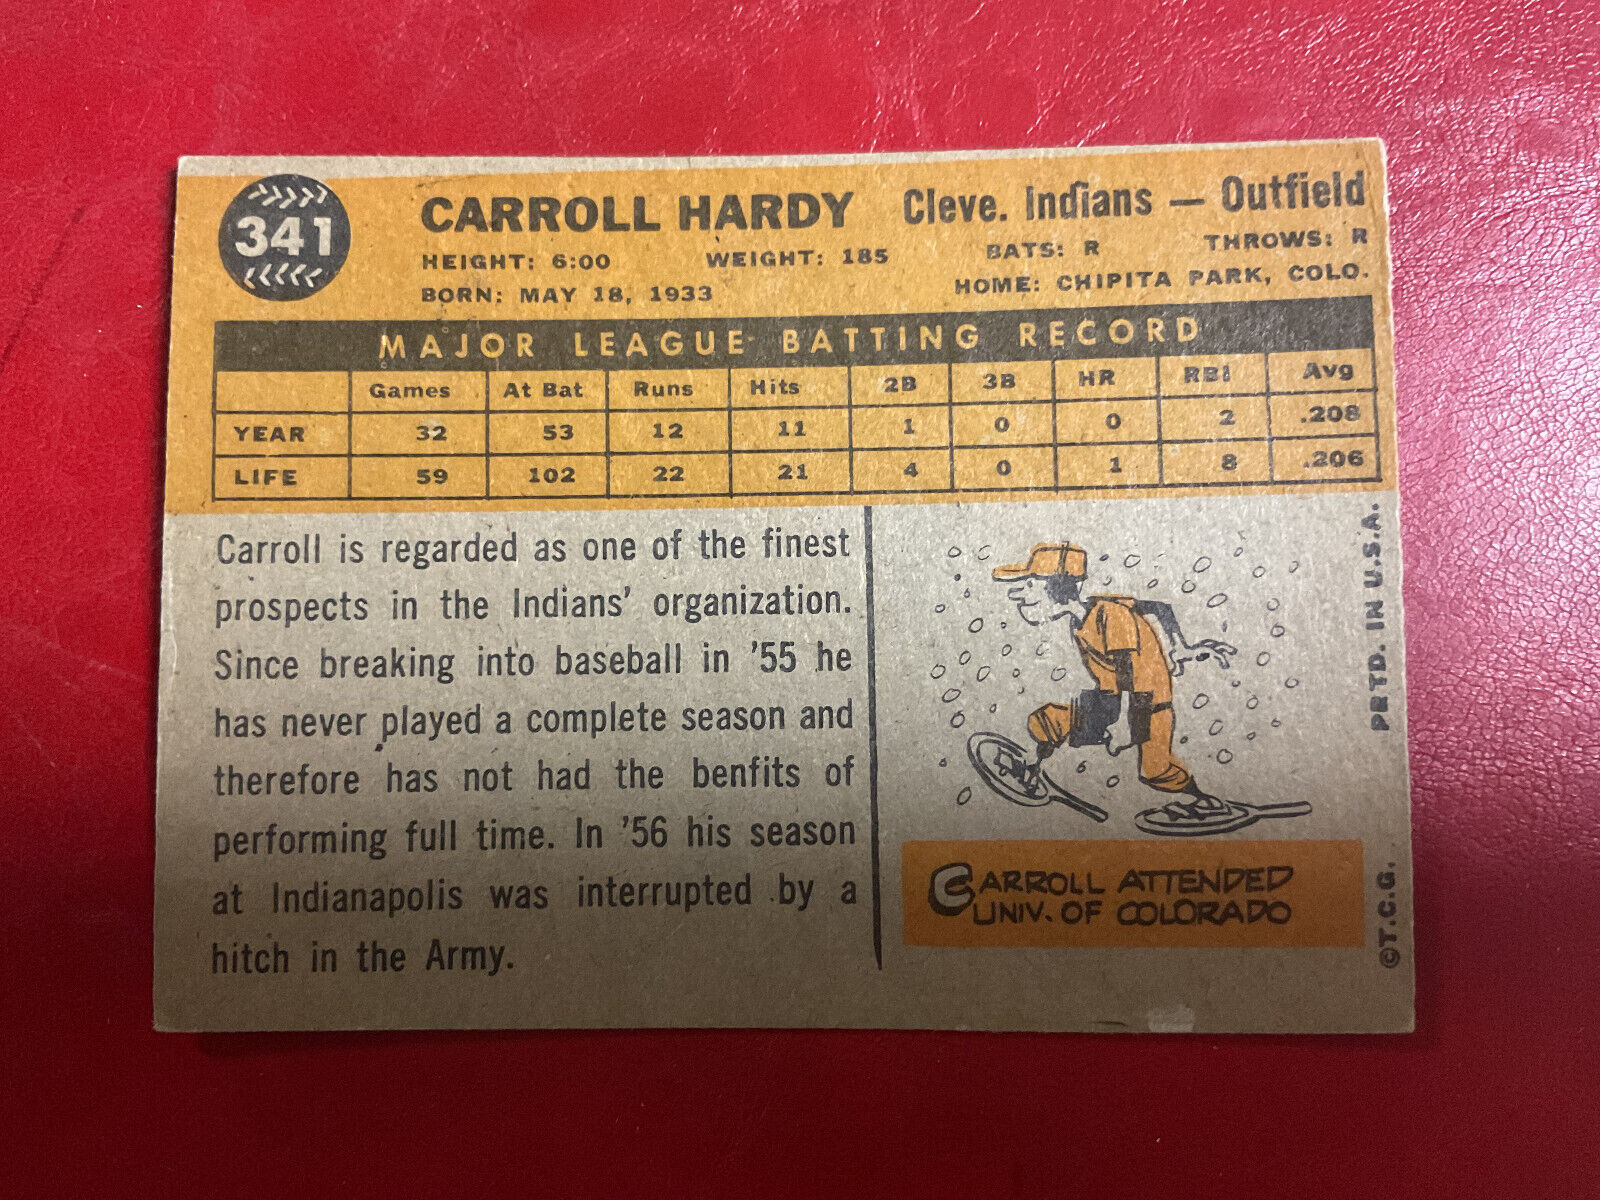 341
CARROLL HARDY Cleve. Indians — Outfield
HEIGHT: 6:00 WEIGHT: 185 BATS: R THROWS: R
BORN: MAY 18, 1933 HOME: CHIPITA PARK, COLO.
MAJOR LEAGUE BATTING RECORD
Games At Bat Runs Hits 2B 3B HR RBI Avg
YEAR 32 53 12 11 1 0 0 2 .208
LIFE 59 102 22 21 4 0 1 8 .206
Carroll is regarded as one of the finest
prospects in the Indians' organization.
Since breaking into baseball in '55 he
has never played a complete season and
therefore has not had the benfits of
performing full time. In '56 his season
at Indianapolis was interrupted by a
hitch in the Army.
CARROLL ATTENDED
UNIV. OF COLORADO
©T.C.G. PRTD. IN U.S.A.